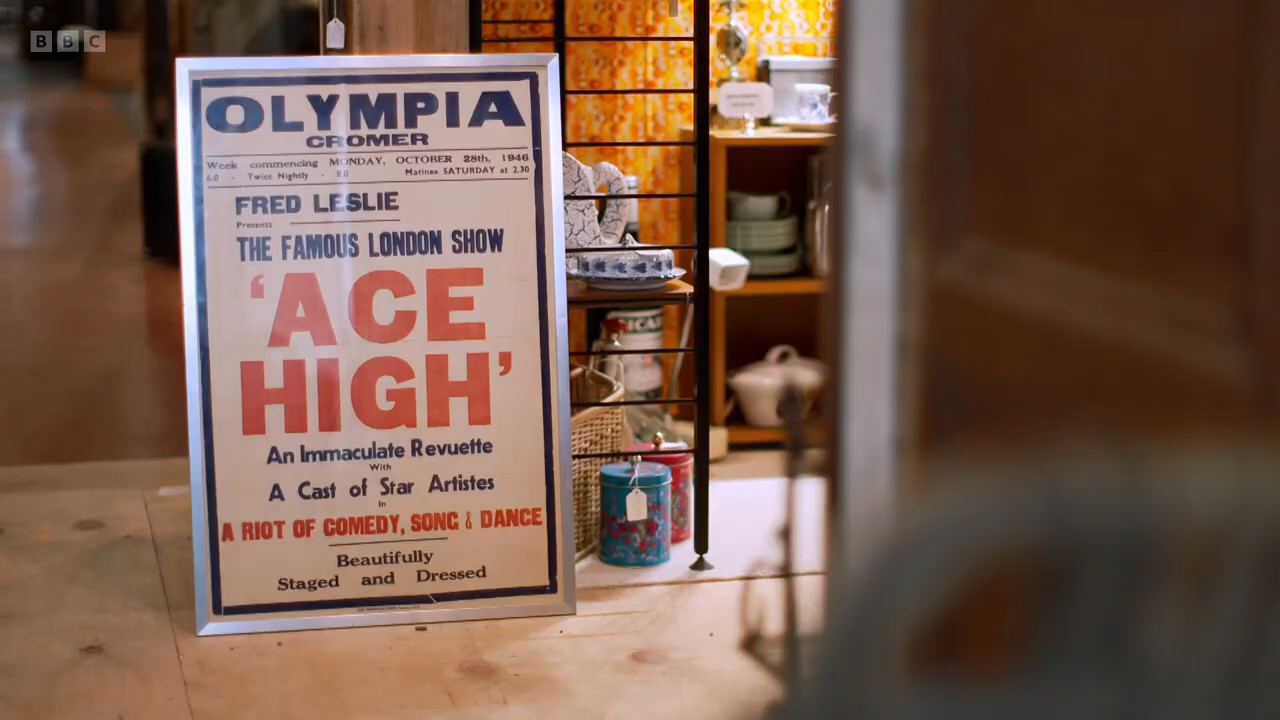 BBC
OLYMPIA
CROMER
Week commencing MONDAY, OCTOBER 28th, 1946
6.0 - Twice Nightly - 8.0 Matinee SATURDAY at 2.30
FRED LESLIE
Presents
THE FAMOUS LONDON SHOW
‘ACE
HIGH’
An Immaculate Revuette
With
A Cast of Star Artistes
In
A RIOT OF COMEDY, SONG & DANCE
Beautifully
Staged and Dressed